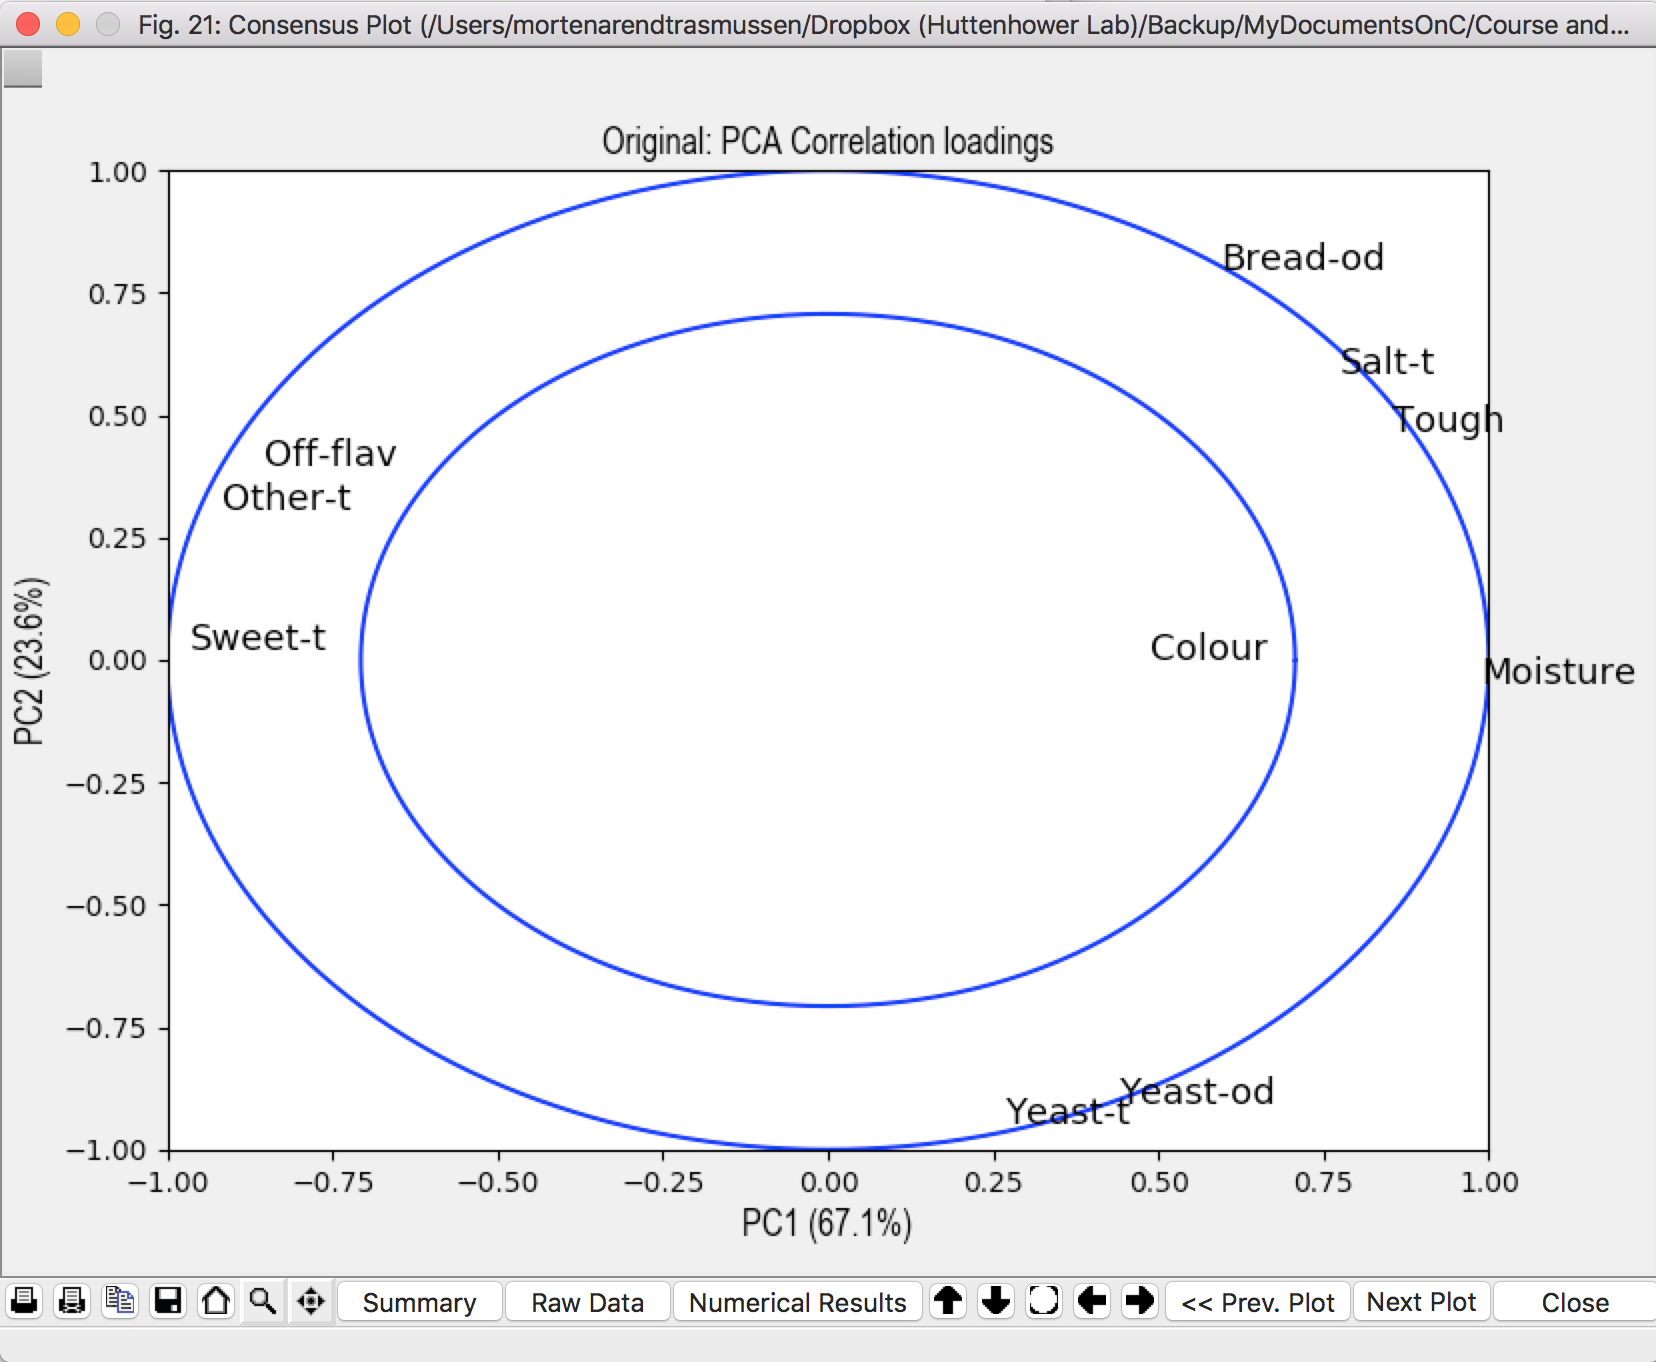 Fig. 21: Consensus Plot (/Users/mortenarendtrasmussen/Dropbox (Huttenhower Lab)/Backup/MyDocumentsOnC/Course and...
Original: PCA Correlation loadings
1.00
Bread-od
0.75
Salt-t
0.50
Tough
Off-flav
Other-t
0.25
Sweet-t
Colour
0.00
Moisture
PC2 (23.6%)
−0.25
−0.50
−0.75
Yeast-od
Yeast-t
−1.00
−1.00 −0.75 −0.50 −0.25 0.00 0.25 0.50 0.75 1.00
PC1 (67.1%)
Summary Raw Data Numerical Results << Prev. Plot Next Plot Close